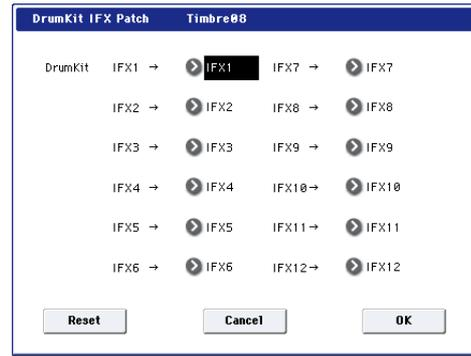 DrumKit IFX Patch Timbre08
DrumKit IFX1 → IFX1 IFX7 → IFX7
IFX2 → IFX2 IFX8 → IFX8
IFX3 → IFX3 IFX9 → IFX9
IFX4 → IFX4 IFX10→ IFX10
IFX5 → IFX5 IFX11→ IFX11
IFX6 → IFX6 IFX12→ IFX12
Reset Cancel OK